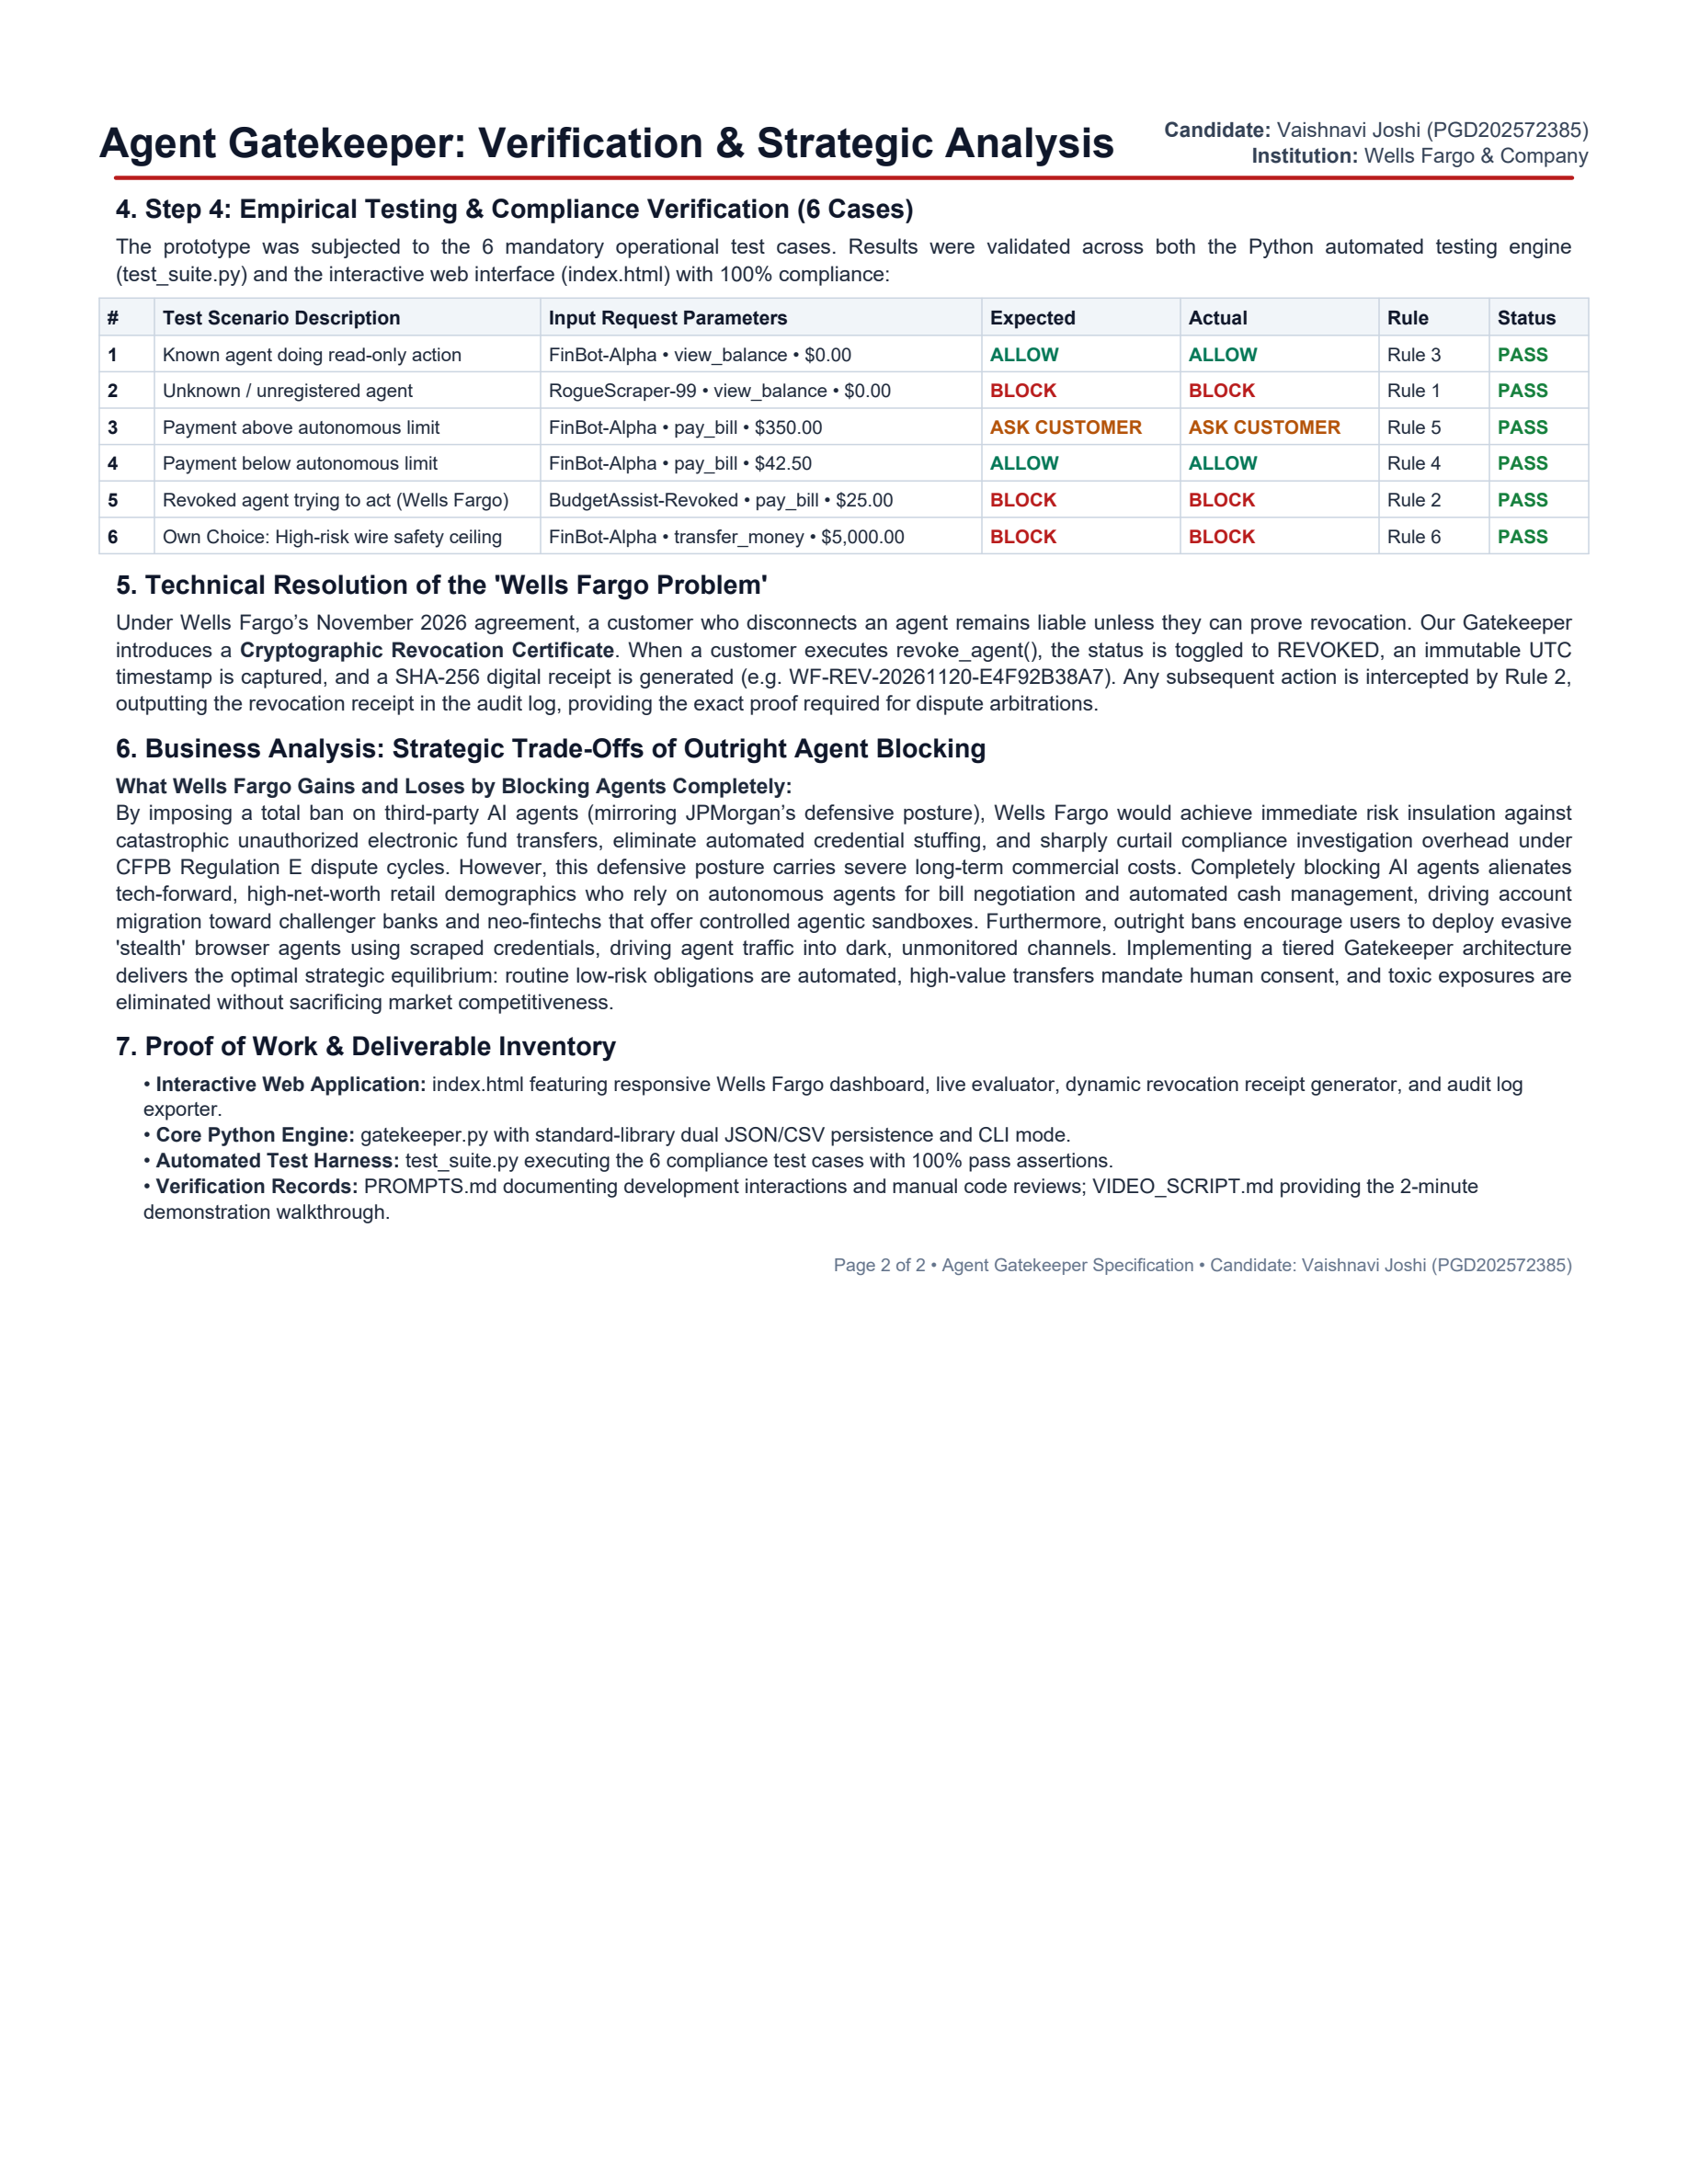 Agent Gatekeeper: Verification & Strategic Analysis
Candidate: Vaishnavi Joshi (PGD202572385)
Institution: Wells Fargo & Company
4. Step 4: Empirical Testing & Compliance Verification (6 Cases)
The prototype was subjected to the 6 mandatory operational test cases. Results were validated across both the Python automated testing engine
(test_suite.py) and the interactive web interface (index.html) with 100% compliance:
# Test Scenario Description Input Request Parameters Expected Actual Rule Status
1 Known agent doing read-only action FinBot-Alpha • view_balance • $0.00 ALLOW ALLOW Rule 3 PASS
2 Unknown / unregistered agent RogueScraper-99 • view_balance • $0.00 BLOCK BLOCK Rule 1 PASS
3 Payment above autonomous limit FinBot-Alpha • pay_bill • $350.00 ASK CUSTOMER ASK CUSTOMER Rule 5 PASS
4 Payment below autonomous limit FinBot-Alpha • pay_bill • $42.50 ALLOW ALLOW Rule 4 PASS
5 Revoked agent trying to act (Wells Fargo) BudgetAssist-Revoked • pay_bill • $25.00 BLOCK BLOCK Rule 2 PASS
6 Own Choice: High-risk wire safety ceiling FinBot-Alpha • transfer_money • $5,000.00 BLOCK BLOCK Rule 6 PASS
5. Technical Resolution of the 'Wells Fargo Problem'
Under Wells Fargo’s November 2026 agreement, a customer who disconnects an agent remains liable unless they can prove revocation. Our Gatekeeper
introduces a Cryptographic Revocation Certificate. When a customer executes revoke_agent(), the status is toggled to REVOKED, an immutable UTC
timestamp is captured, and a SHA-256 digital receipt is generated (e.g. WF-REV-20261120-E4F92B38A7). Any subsequent action is intercepted by Rule 2,
outputting the revocation receipt in the audit log, providing the exact proof required for dispute arbitrations.
6. Business Analysis: Strategic Trade-Offs of Outright Agent Blocking
What Wells Fargo Gains and Loses by Blocking Agents Completely:
By imposing a total ban on third-party AI agents (mirroring JPMorgan’s defensive posture), Wells Fargo would achieve immediate risk insulation against
catastrophic unauthorized electronic fund transfers, eliminate automated credential stuffing, and sharply curtail compliance investigation overhead under
CFPB Regulation E dispute cycles. However, this defensive posture carries severe long-term commercial costs. Completely blocking AI agents alienates
tech-forward, high-net-worth retail demographics who rely on autonomous agents for bill negotiation and automated cash management, driving account
migration toward challenger banks and neo-fintechs that offer controlled agentic sandboxes. Furthermore, outright bans encourage users to deploy evasive
'stealth' browser agents using scraped credentials, driving agent traffic into dark, unmonitored channels. Implementing a tiered Gatekeeper architecture
delivers the optimal strategic equilibrium: routine low-risk obligations are automated, high-value transfers mandate human consent, and toxic exposures are
eliminated without sacrificing market competitiveness.
7. Proof of Work & Deliverable Inventory
• Interactive Web Application: index.html featuring responsive Wells Fargo dashboard, live evaluator, dynamic revocation receipt generator, and audit log
exporter.
• Core Python Engine: gatekeeper.py with standard-library dual JSON/CSV persistence and CLI mode.
• Automated Test Harness: test_suite.py executing the 6 compliance test cases with 100% pass assertions.
• Verification Records: PROMPTS.md documenting development interactions and manual code reviews; VIDEO_SCRIPT.md providing the 2-minute
demonstration walkthrough.
Page 2 of 2 • Agent Gatekeeper Specification • Candidate: Vaishnavi Joshi (PGD202572385)